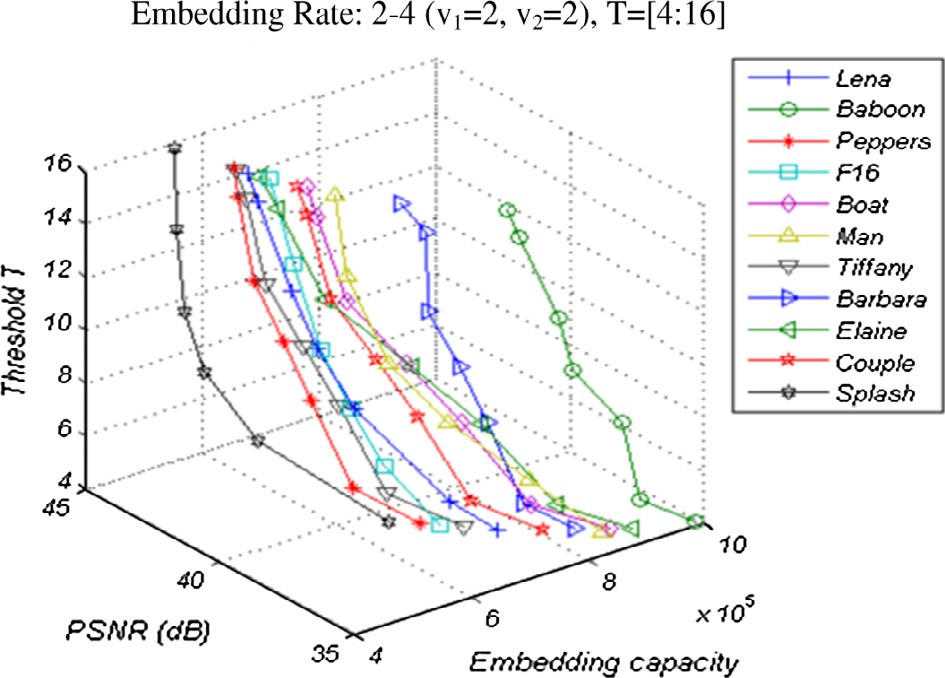 Embedding Rate: 2-4 (v1=2, v2=2), T=[4:16]
Lena
Baboon
Peppers
F16
Boat
Man
Tiffany
Barbara
Elaine
Couple
Splash
Threshold T
16
14
12
10
8
6
4
45
40
35
PSNR (dB)
4
6
8
10
x10^5
Embedding capacity